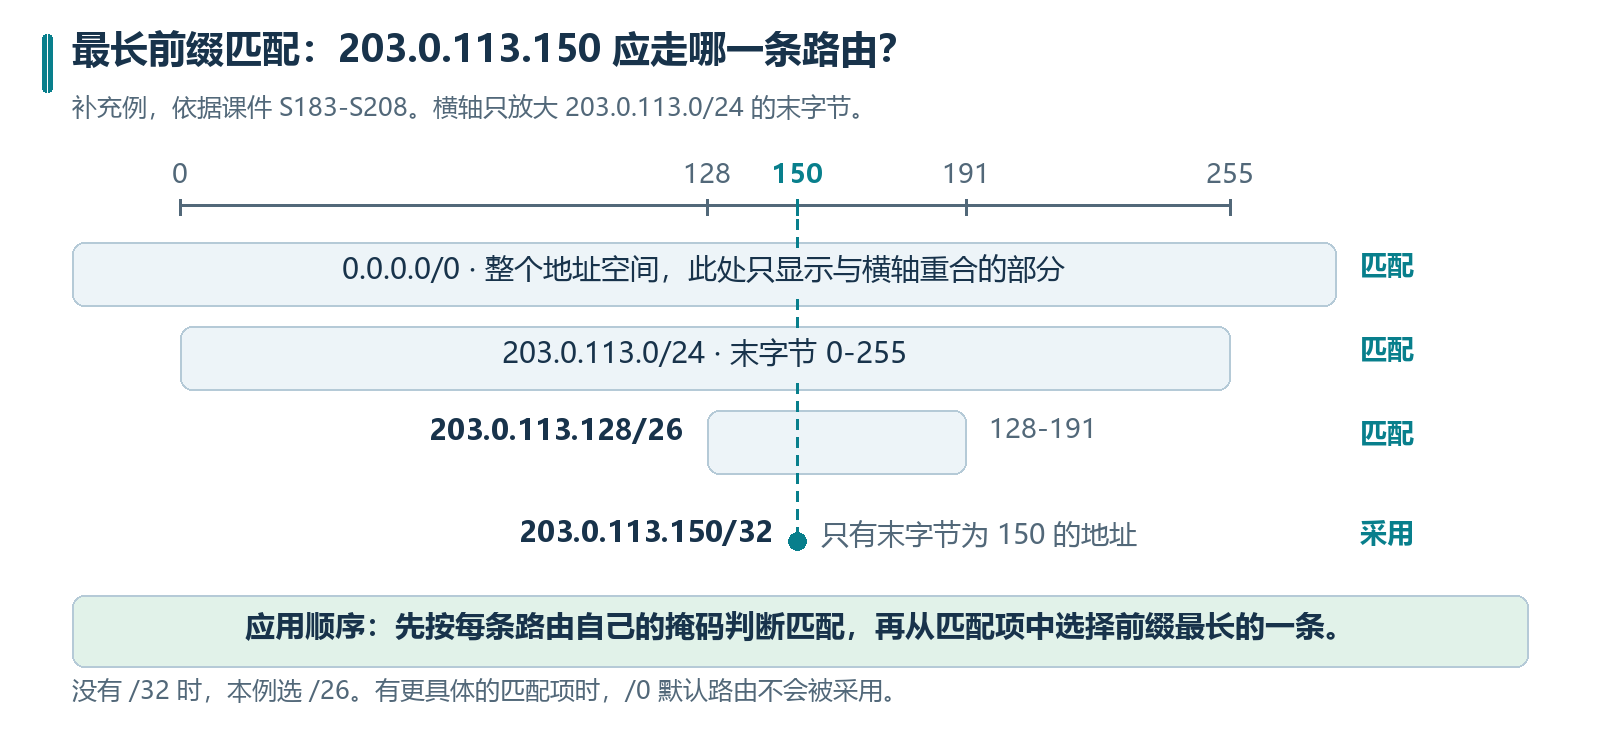 最长前缀匹配：203.0.113.150 应走哪一条路由？
补充例，依据课件 S183-S208。横轴只放大 203.0.113.0/24 的末字节。
0 128 150 191 255
0.0.0.0/0 · 整个地址空间，此处只显示与横轴重合的部分 匹配
203.0.113.0/24 · 末字节 0-255 匹配
203.0.113.128/26 128-191 匹配
203.0.113.150/32 只有末字节为 150 的地址 采用
应用顺序：先按每条路由自己的掩码判断匹配，再从匹配项中选择前缀最长的一条。
没有 /32 时，本例选 /26。有更具体的匹配项时，/0 默认路由不会被采用。